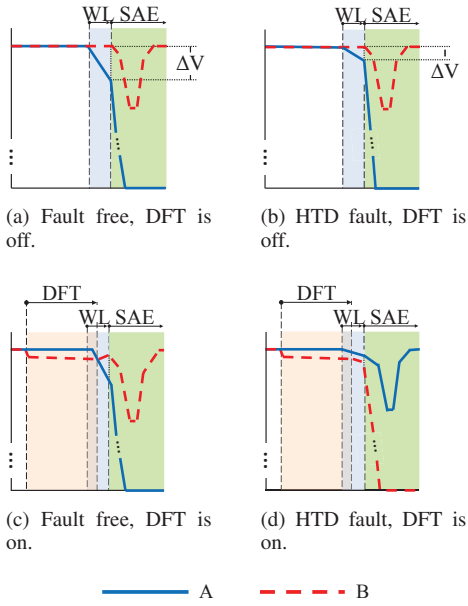 WL SAE
ΔV
(a) Fault free, DFT is
off.
WL SAE
ΔV
(b) HTD fault, DFT is
off.
DFT
WL SAE
(c) Fault free, DFT is
on.
DFT
WL SAE
(d) HTD fault, DFT is
on.
A
B